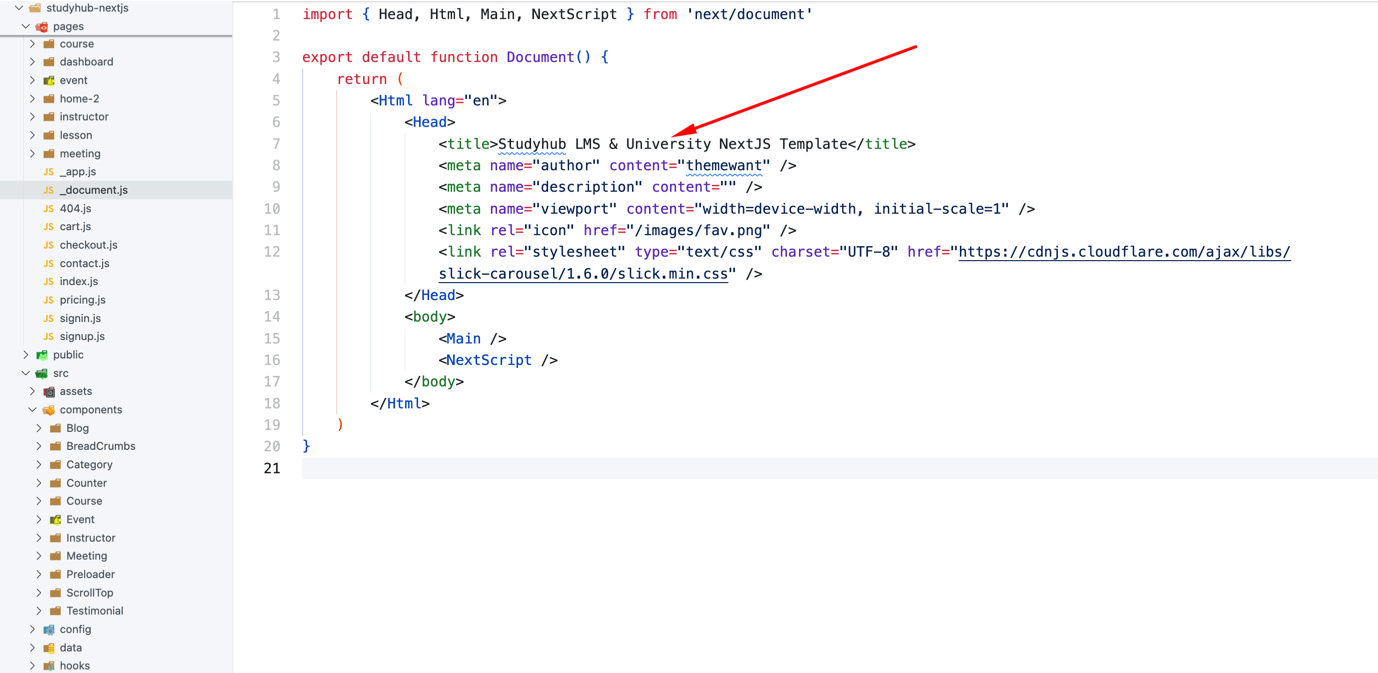 studyhub-nextjs
pages
course
dashboard
event
home-2
instructor
lesson
meeting
JS _app.js
JS _document.js
JS 404.js
JS cart.js
JS checkout.js
JS contact.js
JS index.js
JS pricing.js
JS signin.js
JS signup.js
public
src
assets
components
Blog
BreadCrumbs
Category
Counter
Course
Event
Instructor
Meeting
Preloader
ScrollTop
Testimonial
config
data
hooks
1 import { Head, Html, Main, NextScript } from 'next/document'
2
3 export default function Document() {
4 return (
5 <Html lang="en">
6 <Head>
7 <title>Studyhub LMS & University NextJS Template</title>
8 <meta name="author" content="themewant" />
9 <meta name="description" content="" />
10 <meta name="viewport" content="width=device-width, initial-scale=1" />
11 <link rel="icon" href="/images/fav.png" />
12 <link rel="stylesheet" type="text/css" charset="UTF-8" href="https://cdnjs.cloudflare.com/ajax/libs/
slick-carousel/1.6.0/slick.min.css" />
13 </Head>
14 <body>
15 <Main />
16 <NextScript />
17 </body>
18 </Html>
19 )
20 }
21